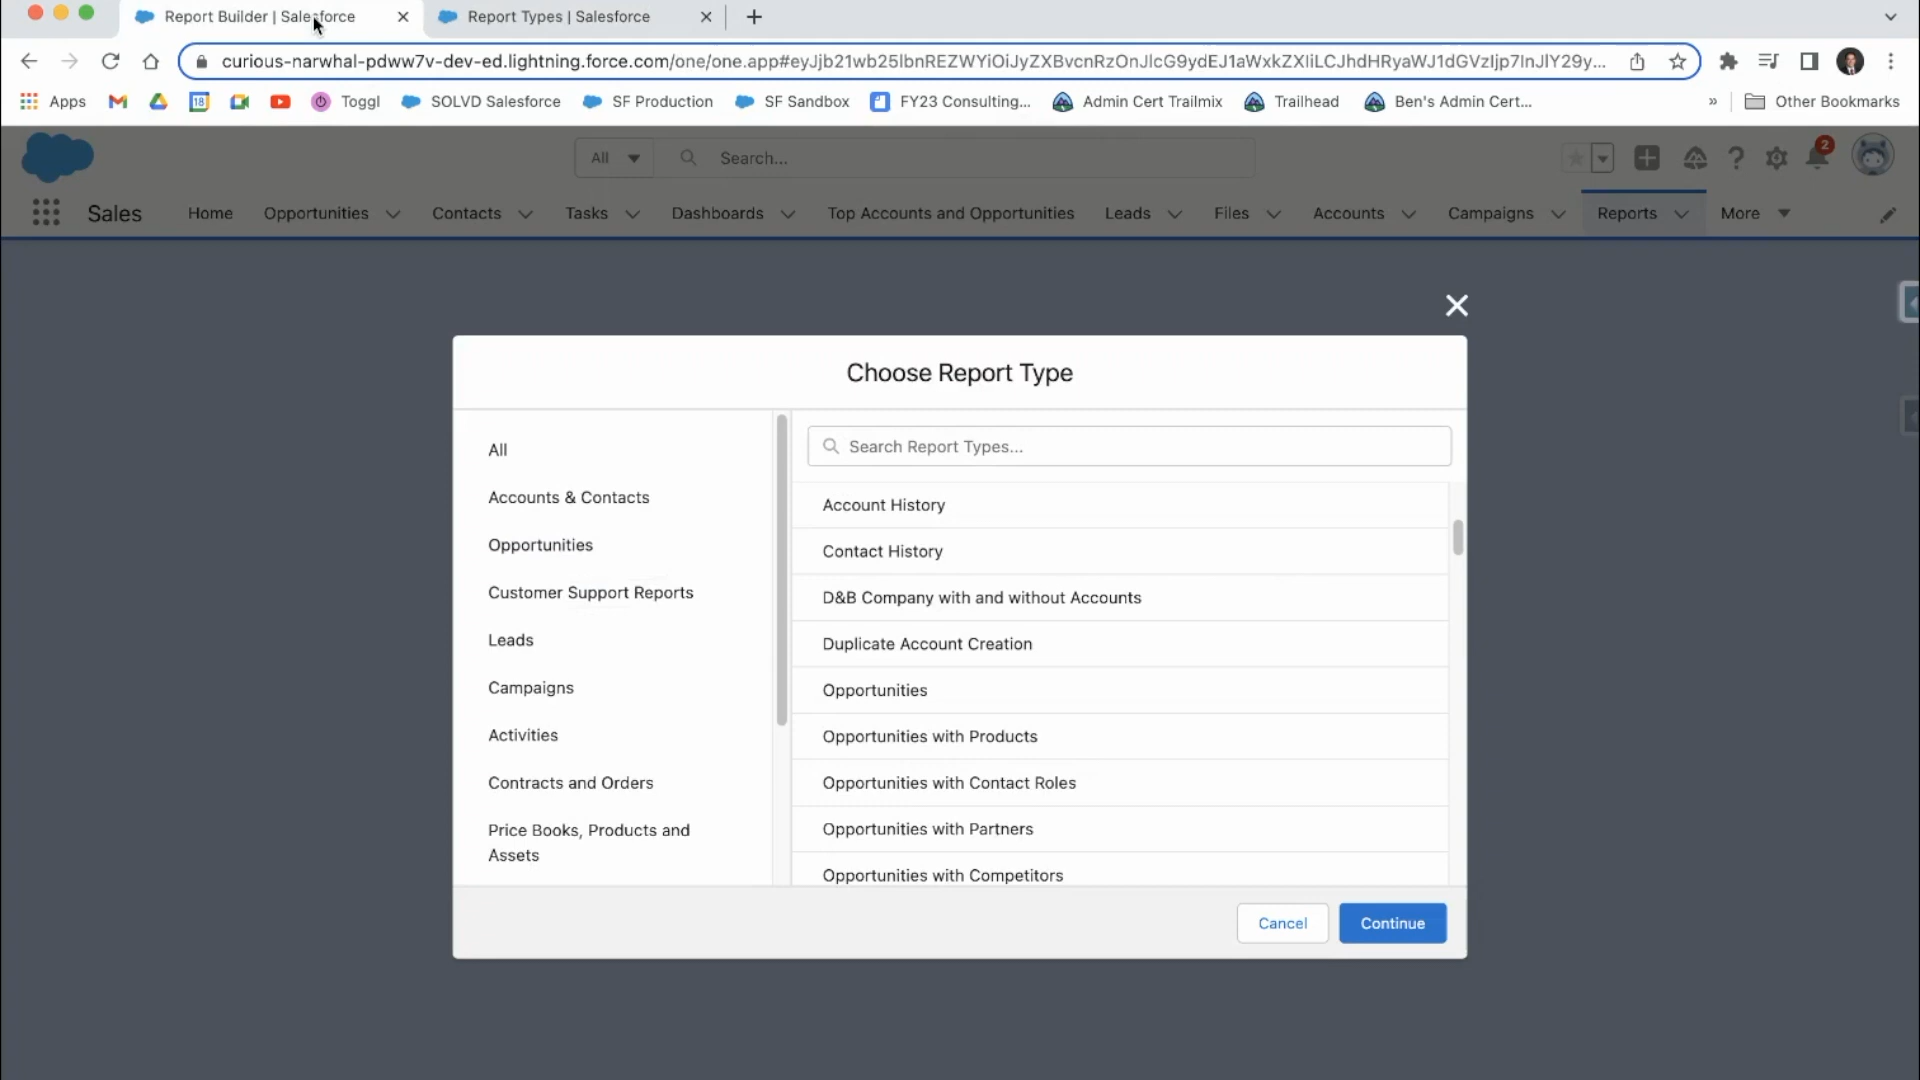 Report Builder | Salesforce
Report Types | Salesforce
curious-narwhal-pdww7v-dev-ed.lightning.force.com/one/one.app#
Apps
18
Toggl
SOLVD Salesforce
SF Production
SF Sandbox
FY23 Consulting...
Admin Cert Trailmix
Trailhead
Ben's Admin Cert...
»
Other Bookmarks
All
Search...
2
Sales
Home
Opportunities
Contacts
Tasks
Dashboards
Top Accounts and Opportunities
Leads
Files
Accounts
Campaigns
Reports
More
Choose Report Type
All
Accounts & Contacts
Opportunities
Customer Support Reports
Leads
Campaigns
Activities
Contracts and Orders
Price Books, Products and
Assets
Search Report Types...
Account History
Contact History
D&B Company with and without Accounts
Duplicate Account Creation
Opportunities
Opportunities with Products
Opportunities with Contact Roles
Opportunities with Partners
Opportunities with Competitors
Cancel
Continue